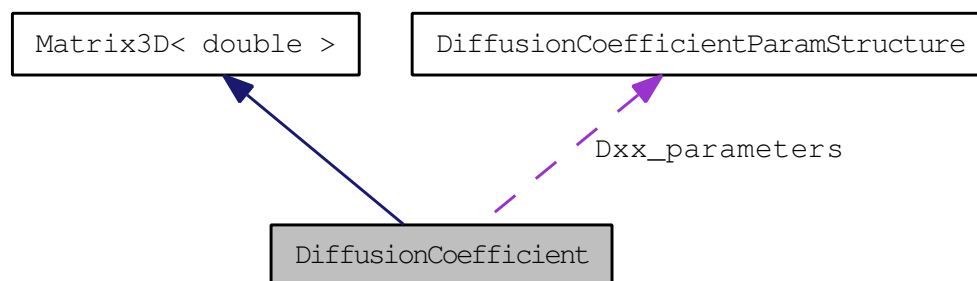 Matrix3D< double >
DiffusionCoefficientParamStructure
Dxx_parameters
DiffusionCoefficient